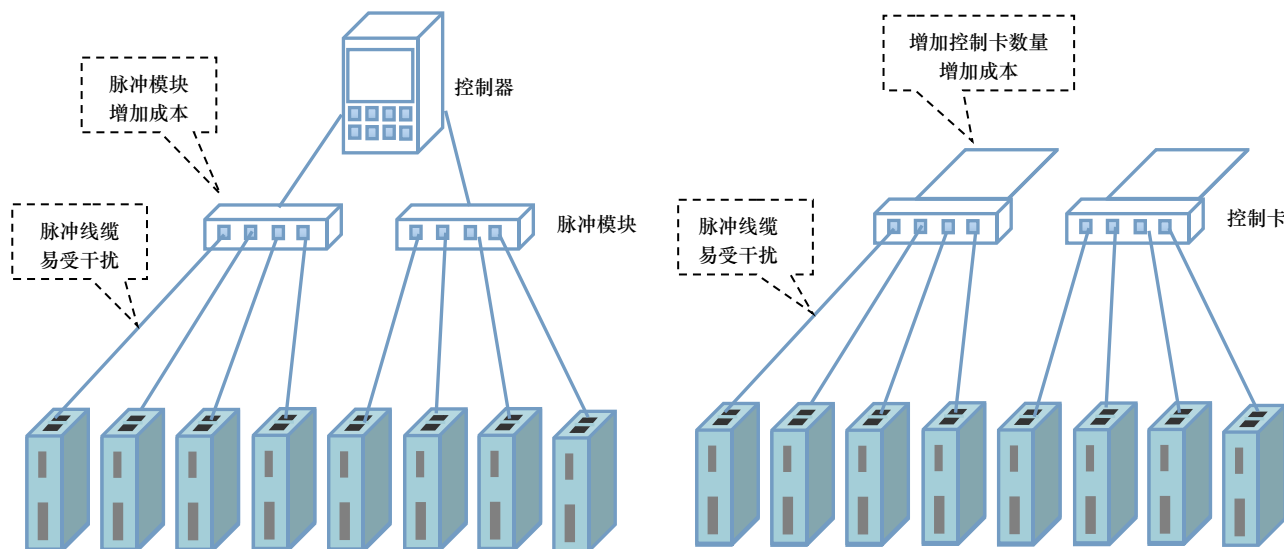 控制器
脉冲模块
增加成本
脉冲线缆
易受干扰
脉冲模块
增加控制卡数量
增加成本
脉冲线缆
易受干扰
控制卡